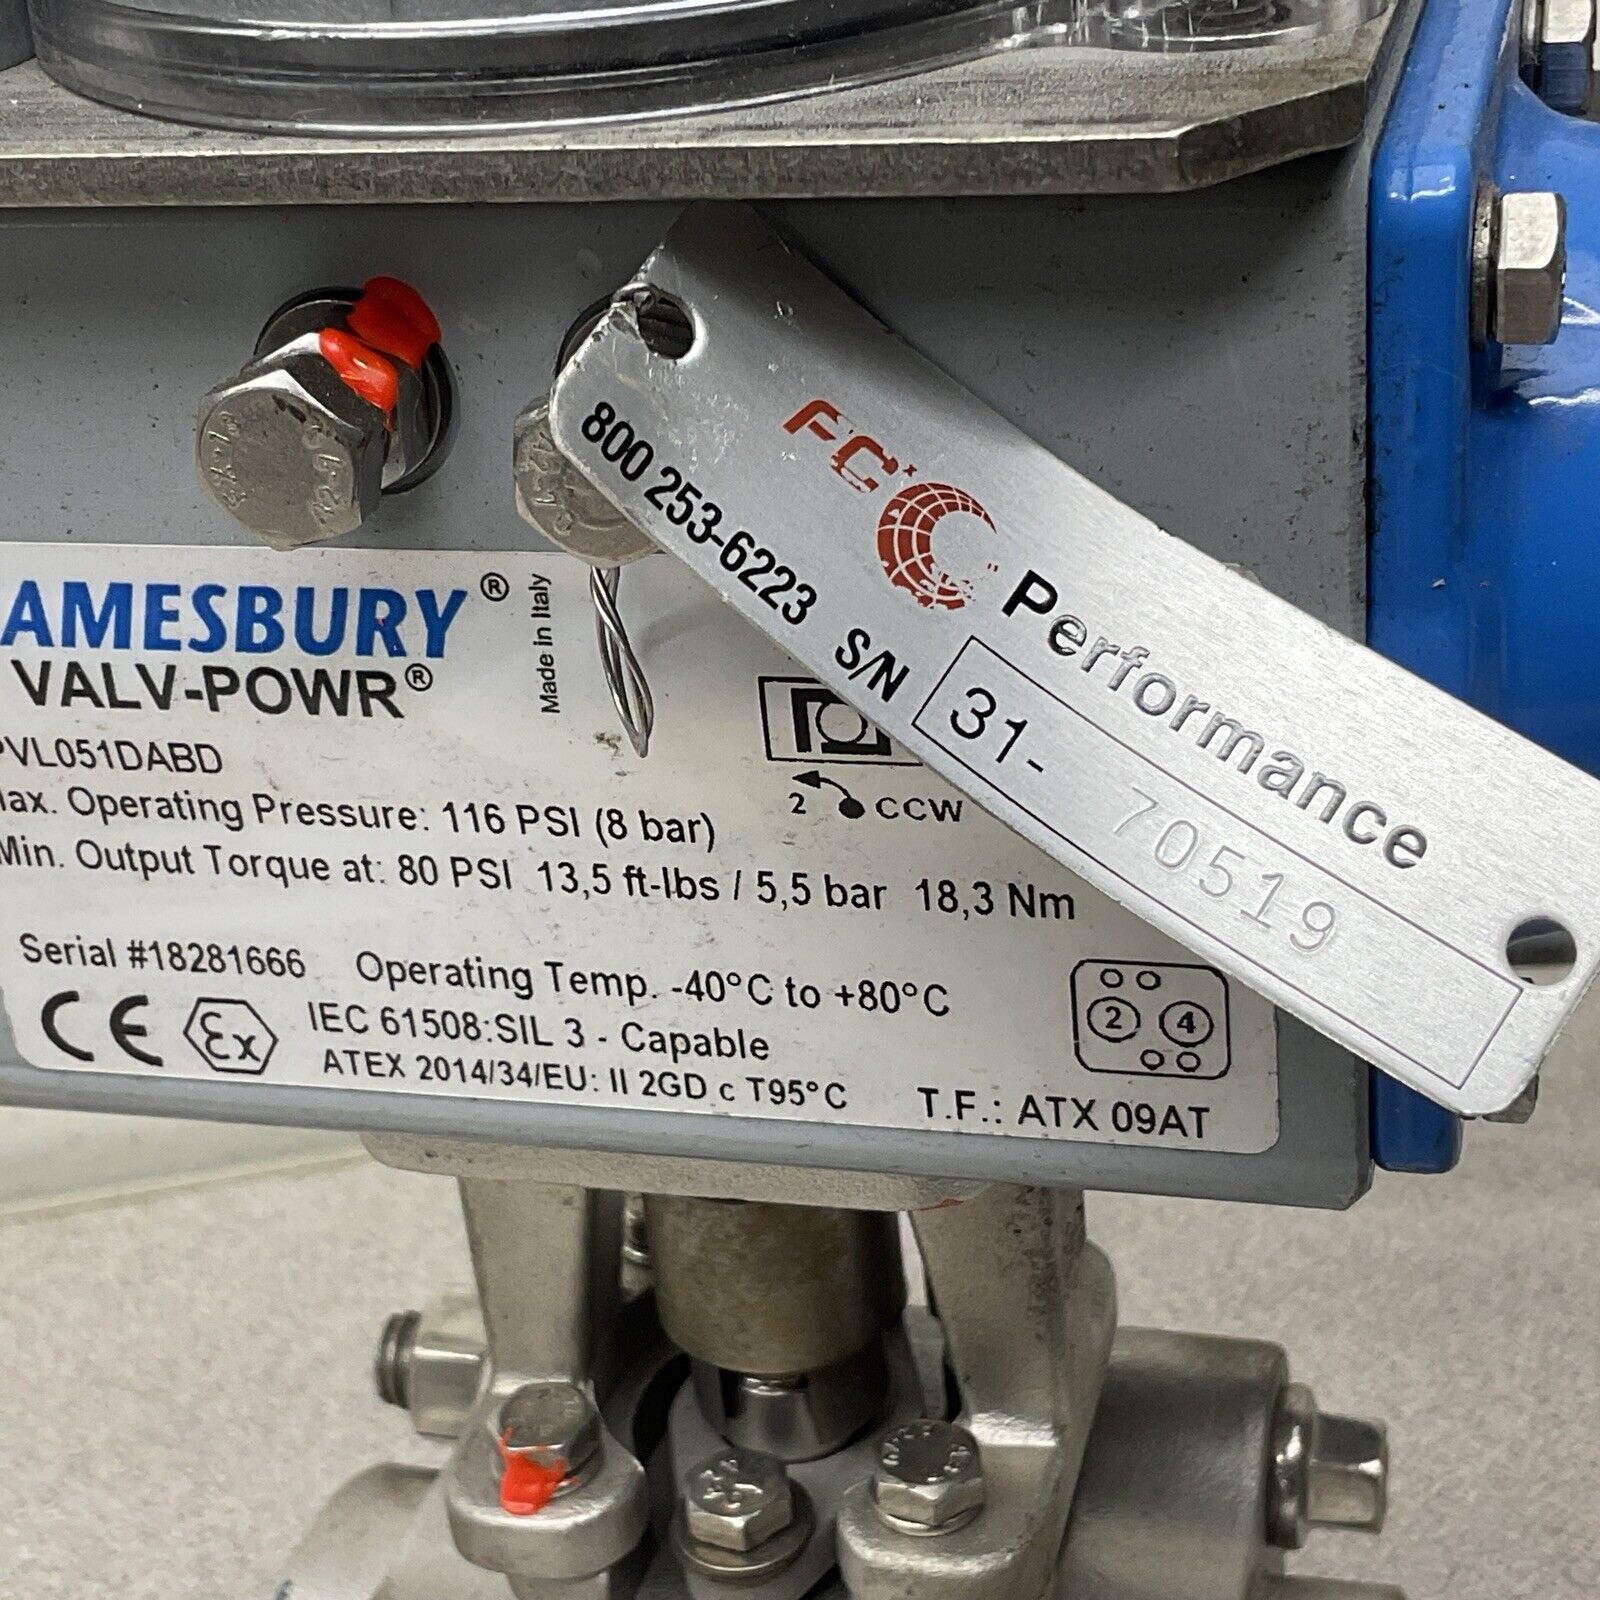 FC
Performance
800 253-6223 S/N 31- 70519
AMESBURY®
VALV-POWR®
Made in Italy
PVL051DABD
2 CCW
Max. Operating Pressure: 116 PSI (8 bar)
Min. Output Torque at: 80 PSI 13,5 ft-lbs / 5,5 bar 18,3 Nm
Serial #18281666 Operating Temp. -40°C to +80°C
CE Ex
IEC 61508:SIL 3 - Capable
ATEX 2014/34/EU: II 2GD c T95°C
T.F.: ATX 09AT
2 4